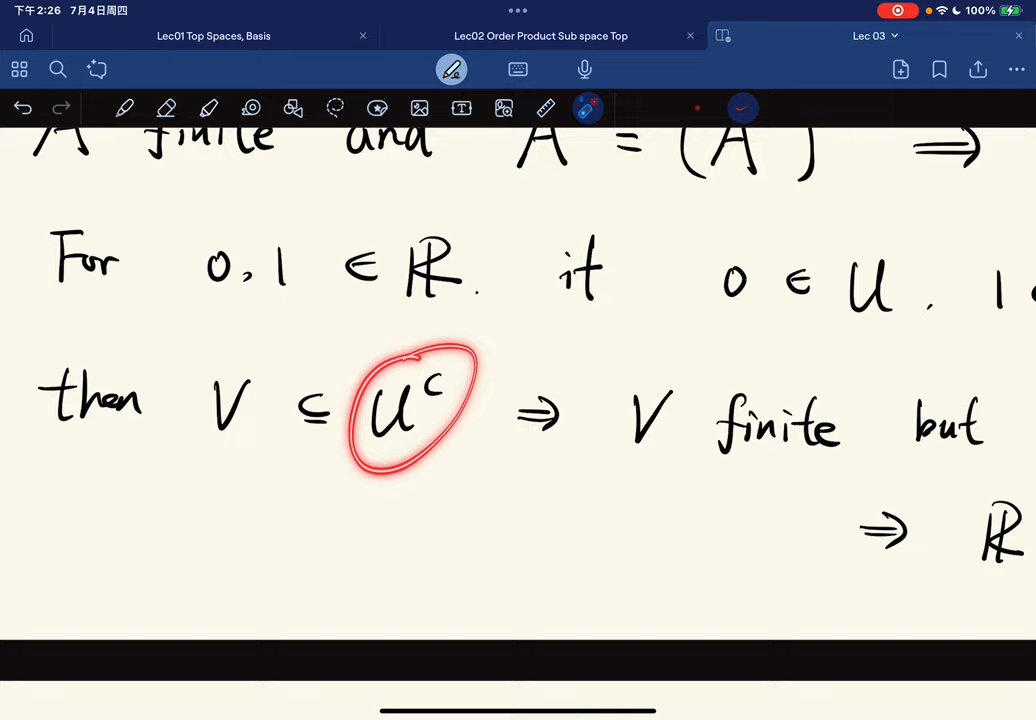 下午2:26 7月4日周四
100%
Lec01 Top Spaces, Basis
Lec02 Order Product Sub space Top
Lec 03
A finite and A = (A ) ⟹
For 0,1 ∈ ℝ. if 0 ∈ U. 1
then V ⊆ Uᶜ ⇒ V finite but
⇒ ℝ